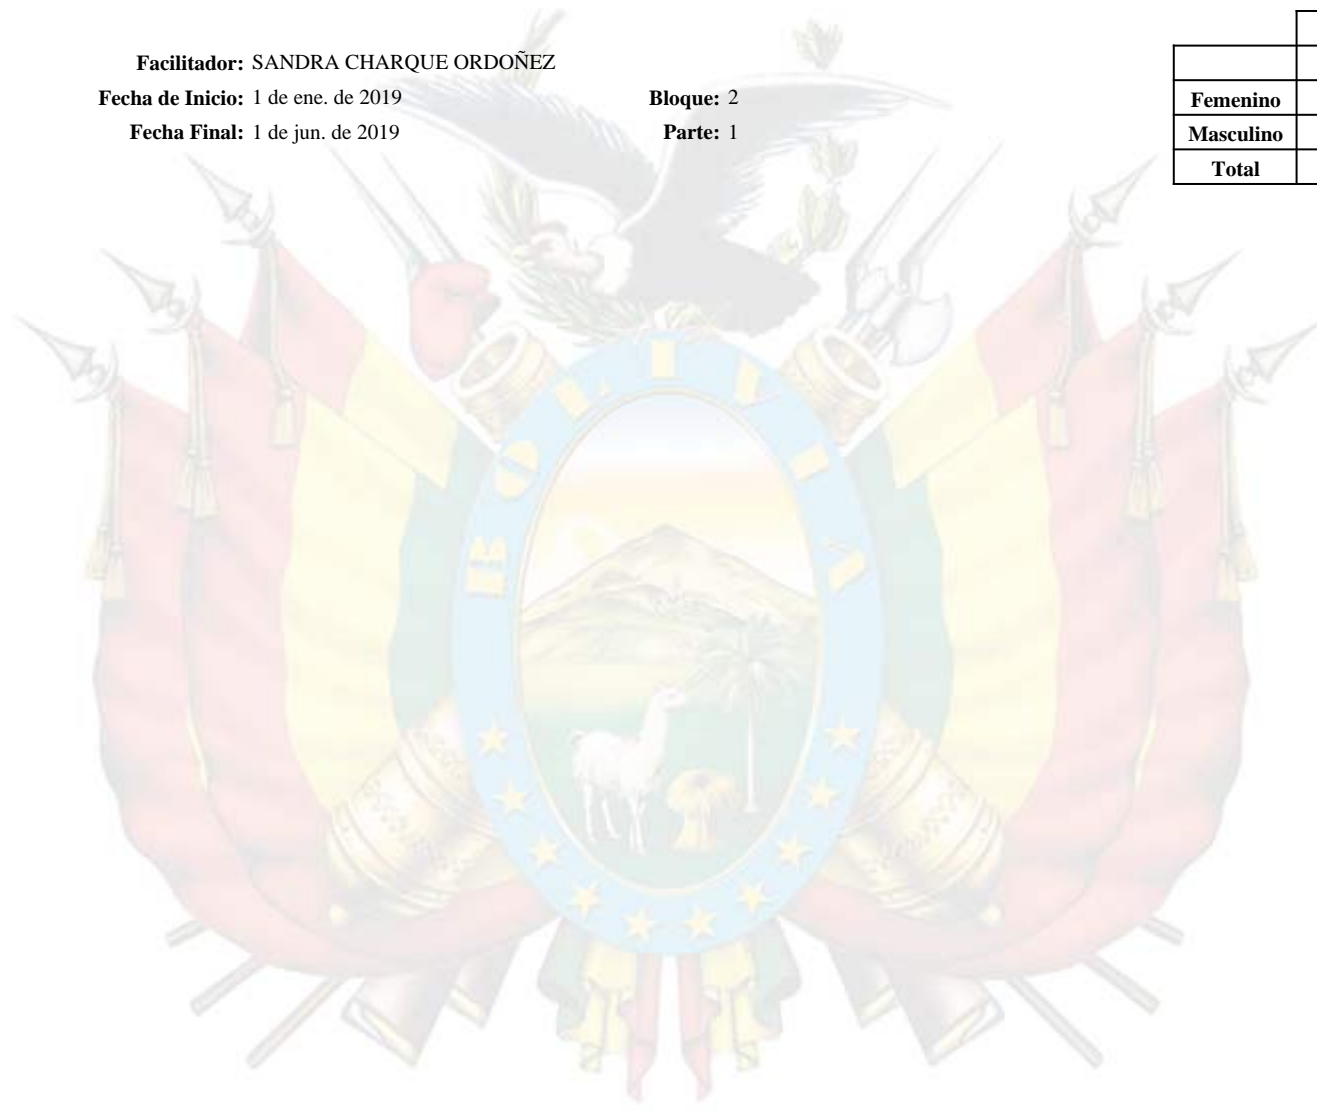 Facilitador: SANDRA CHARQUE ORDOÑEZ
Fecha de Inicio: 1 de ene. de 2019 Bloque: 2
Fecha Final: 1 de jun. de 2019 Parte: 1
Femenino
Masculino
Total
BOLIVIA